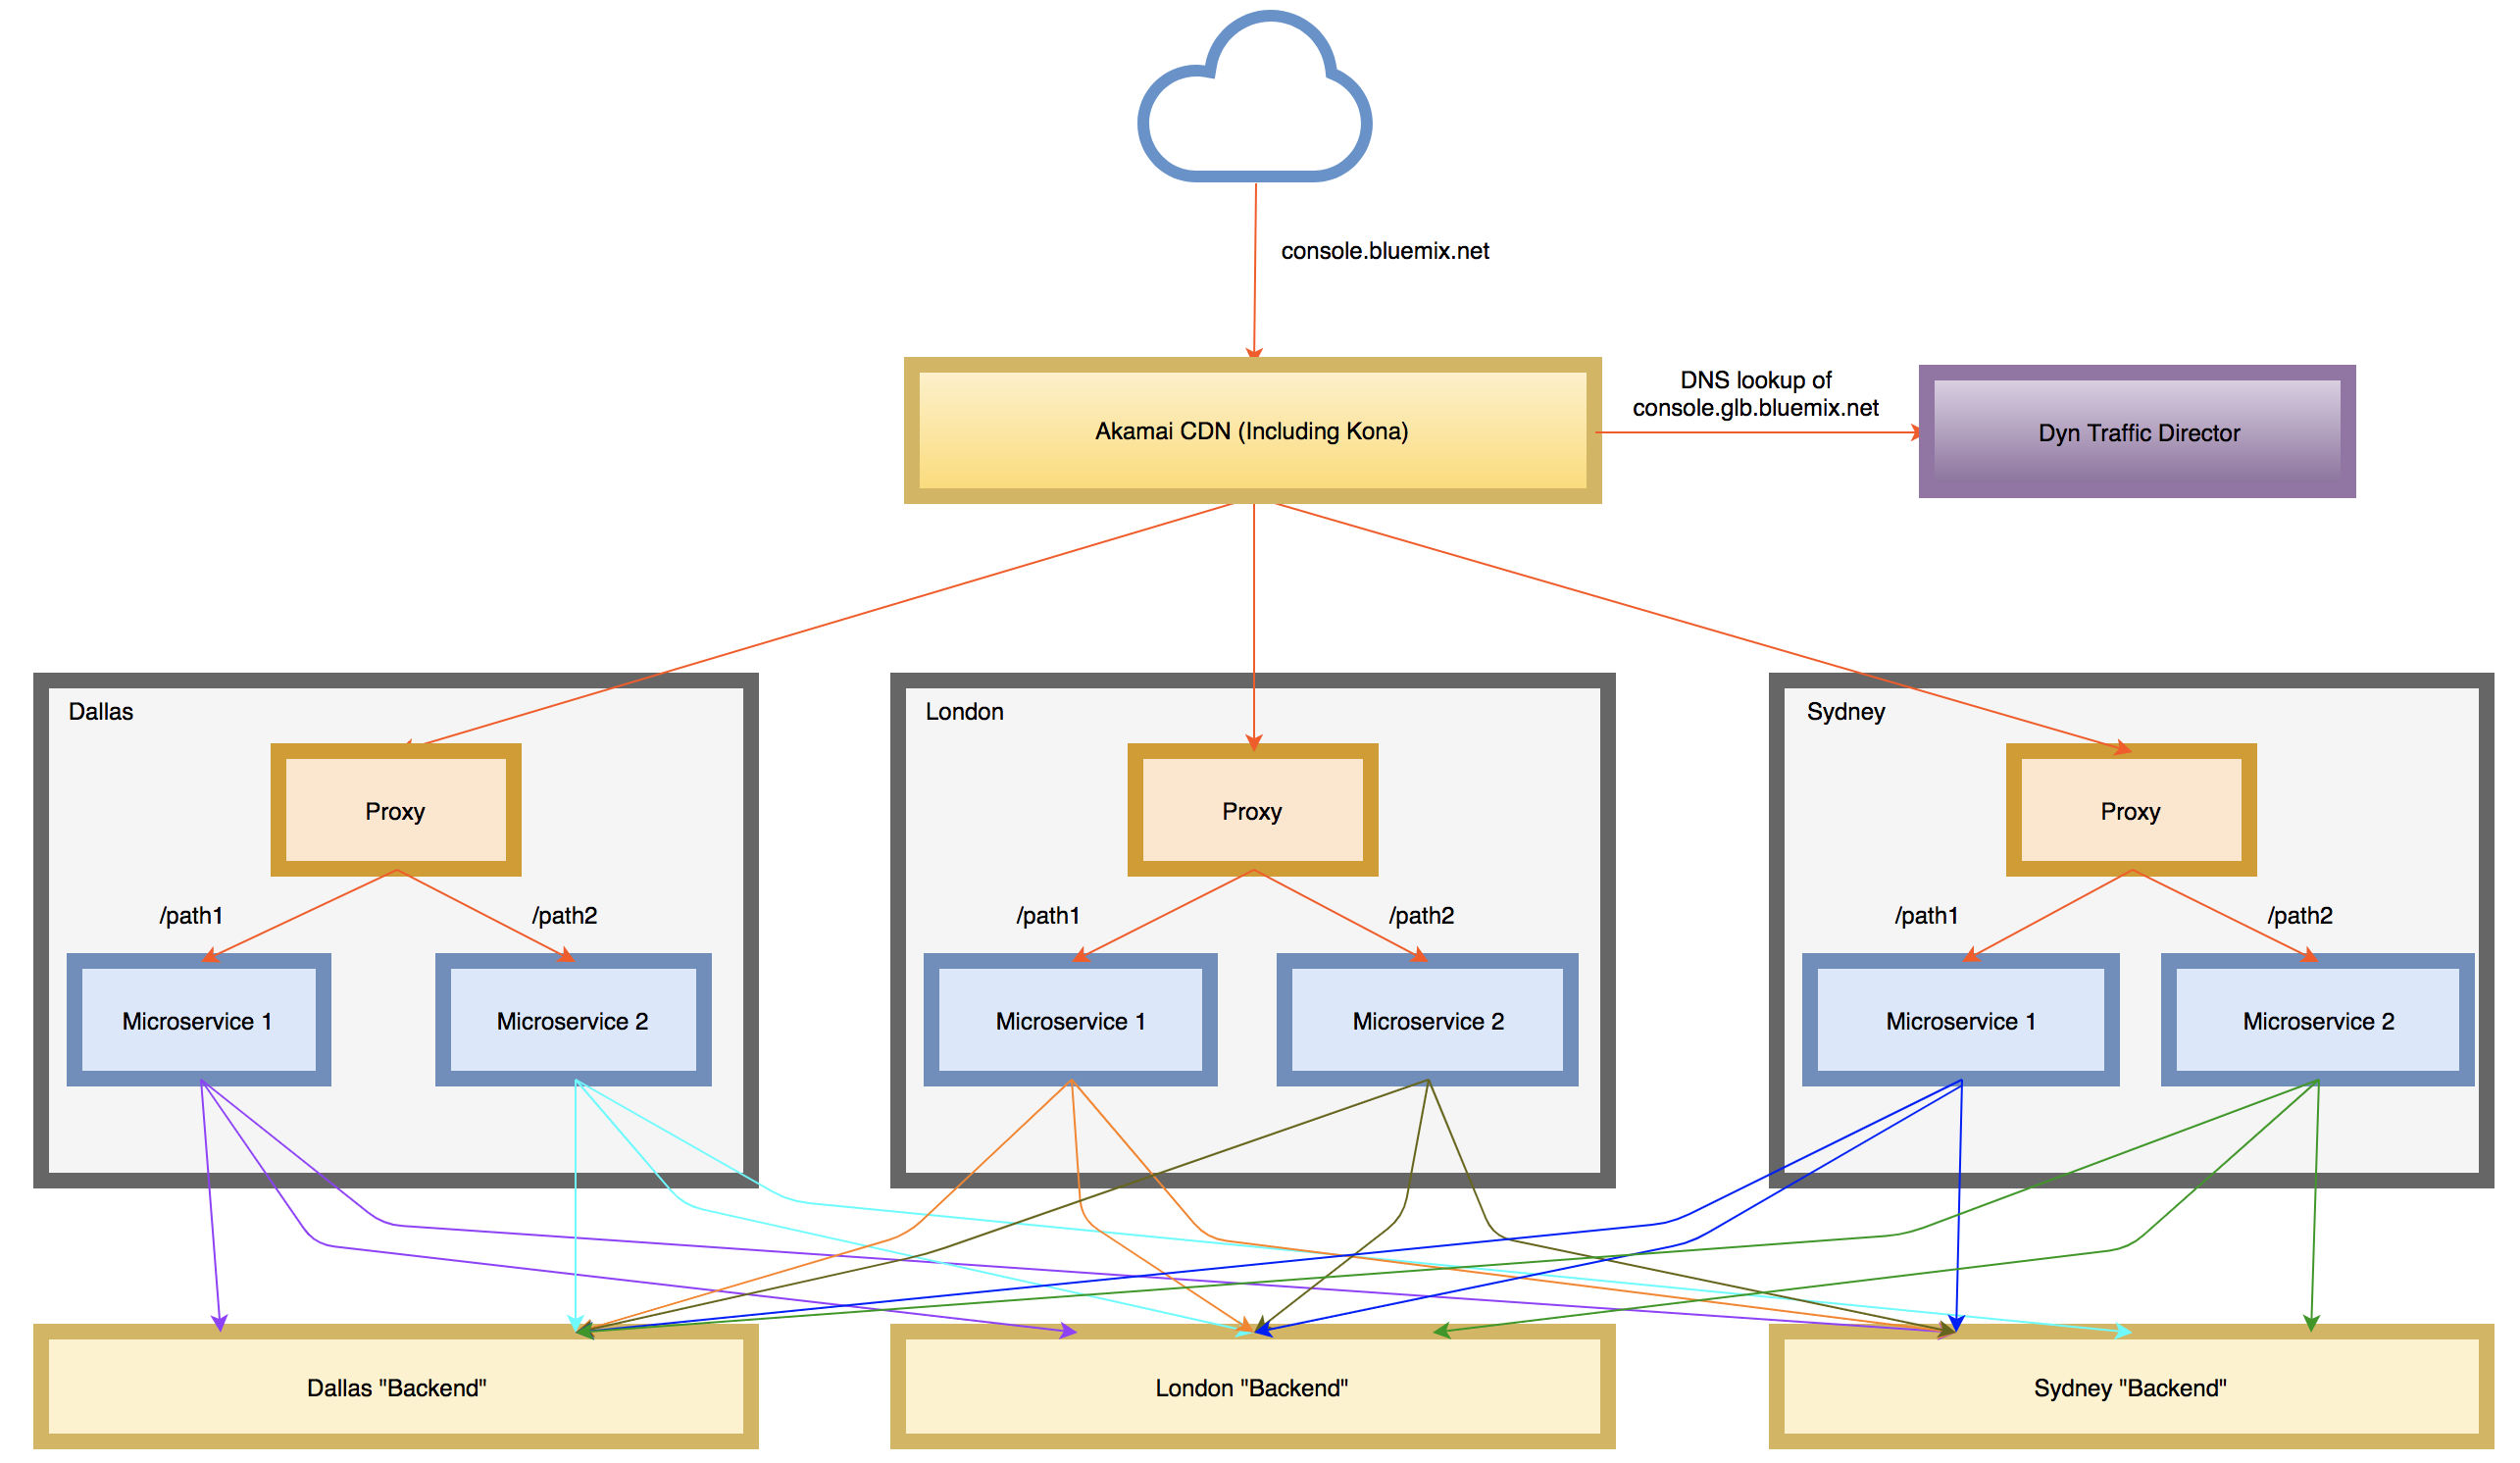 console.bluemix.net
DNS lookup of
console.glb.bluemix.net
Akamai CDN (Including Kona)
Dyn Traffic Director
Dallas
London
Sydney
Proxy
Proxy
Proxy
/path1
/path2
/path1
/path2
/path1
/path2
Microservice 1
Microservice 2
Microservice 1
Microservice 2
Microservice 1
Microservice 2
Dallas "Backend"
London "Backend"
Sydney "Backend"